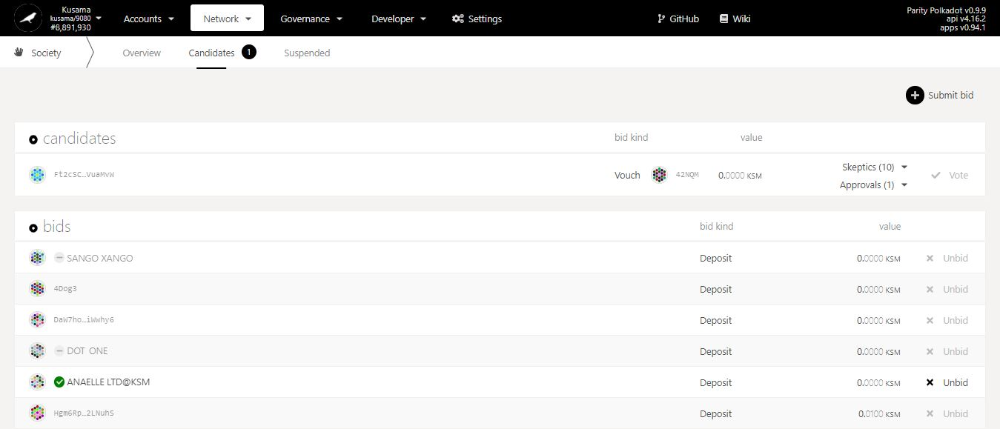 Kusama
kusama/9080
#8,891,930
Accounts
Network
Governance
Developer
Settings
GitHub
Wiki
Parity Polkadot v0.9.9
api v4.16.2
apps v0.94.1
Society
Overview
Candidates 1
Suspended
Submit bid
candidates bid kind value
Ft2cSC…VuaMvW Vouch 42NQM 0.0000 KSM
Skeptics (10)
Approvals (1)
Vote
bids bid kind value
SANGO XANGO Deposit 0.0000 KSM Unbid
4Dog3 Deposit 0.0000 KSM Unbid
DaW7ho…iWwhy6 Deposit 0.0000 KSM Unbid
DOT ONE Deposit 0.0000 KSM Unbid
ANAELLE LTD@KSM Deposit 0.0000 KSM Unbid
Hgm6Rp…2LNuhS Deposit 0.0100 KSM Unbid